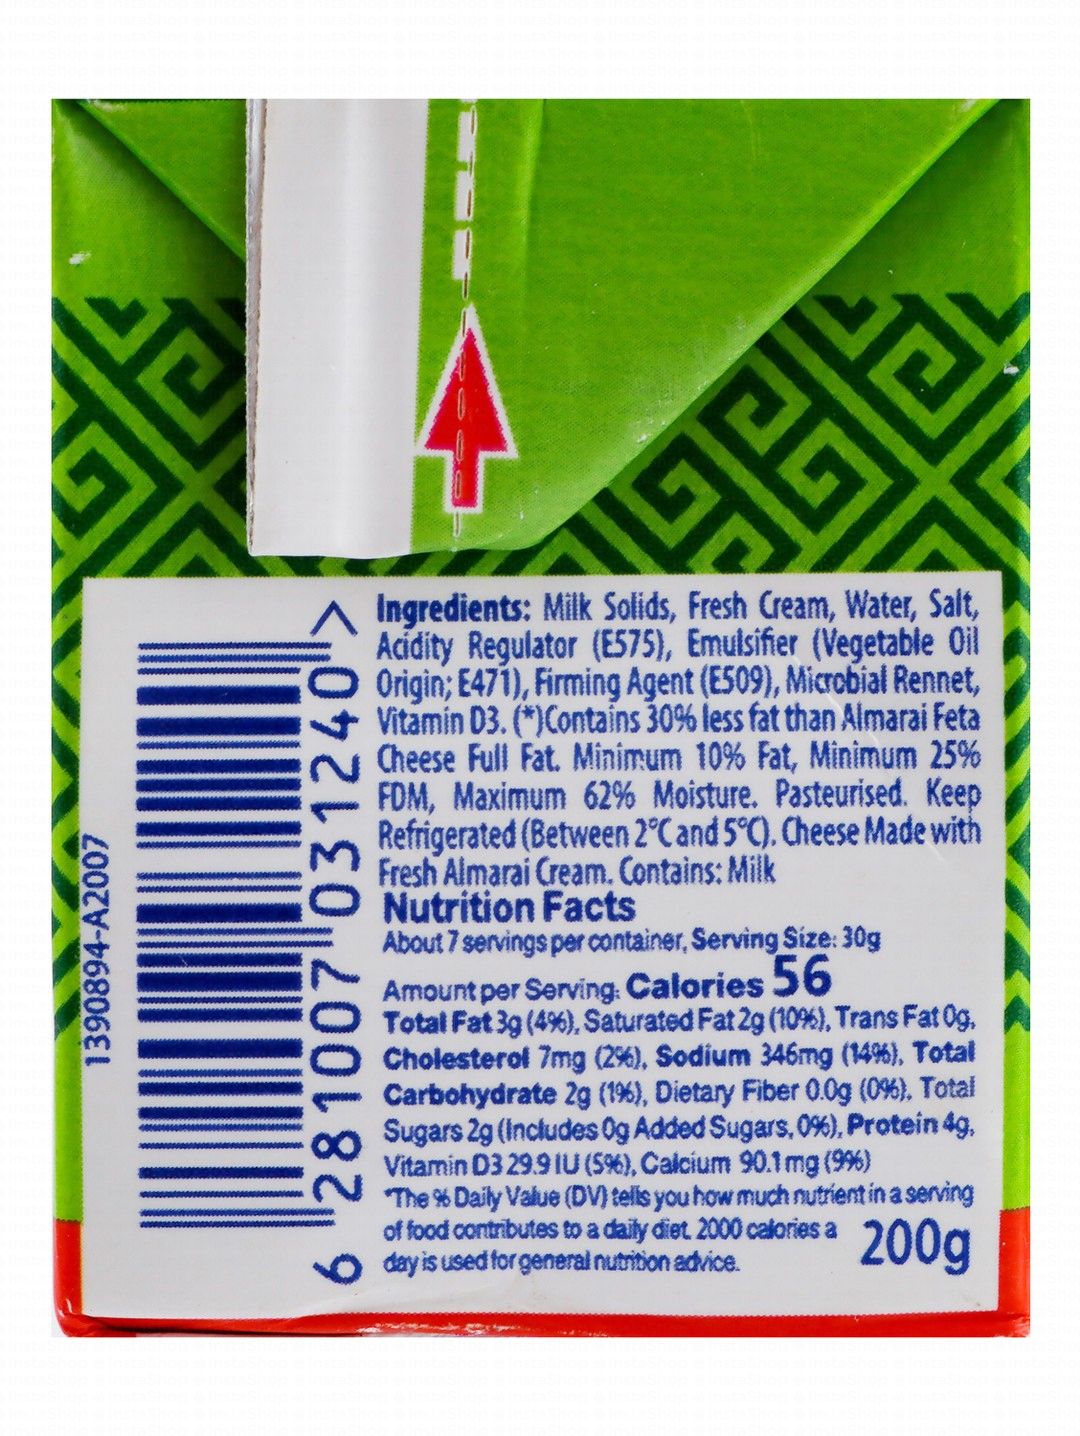 Ingredients: Milk Solids, Fresh Cream, Water, Salt,
Acidity Regulator (E575), Emulsifier (Vegetable Oil
Origin; E471), Firming Agent (E509), Microbial Rennet,
Vitamin D3. (*)Contains 30% less fat than Almarai Feta
Cheese Full Fat. Minimum 10% Fat, Minimum 25%
FDM, Maximum 62% Moisture. Pasteurised. Keep
Refrigerated (Between 2°C and 5°C). Cheese Made with
Fresh Almarai Cream. Contains: Milk
Nutrition Facts
About 7 servings per container, Serving Size: 30g
Amount per Serving: Calories 56
Total Fat 3g (4%), Saturated Fat 2g (10%), Trans Fat 0g,
Cholesterol 7mg (2%), Sodium 346mg (14%), Total
Carbohydrate 2g (1%), Dietary Fiber 0.0g (0%), Total
Sugars 2g (Includes 0g Added Sugars, 0%), Protein 4g,
Vitamin D3 29.9 IU (5%), Calcium 90.1 mg (9%)
*The % Daily Value (DV) tells you how much nutrient in a serving
of food contributes to a daily diet. 2000 calories a
day is used for general nutrition advice.
200g
6 281007 031240 >
1390894-A2007